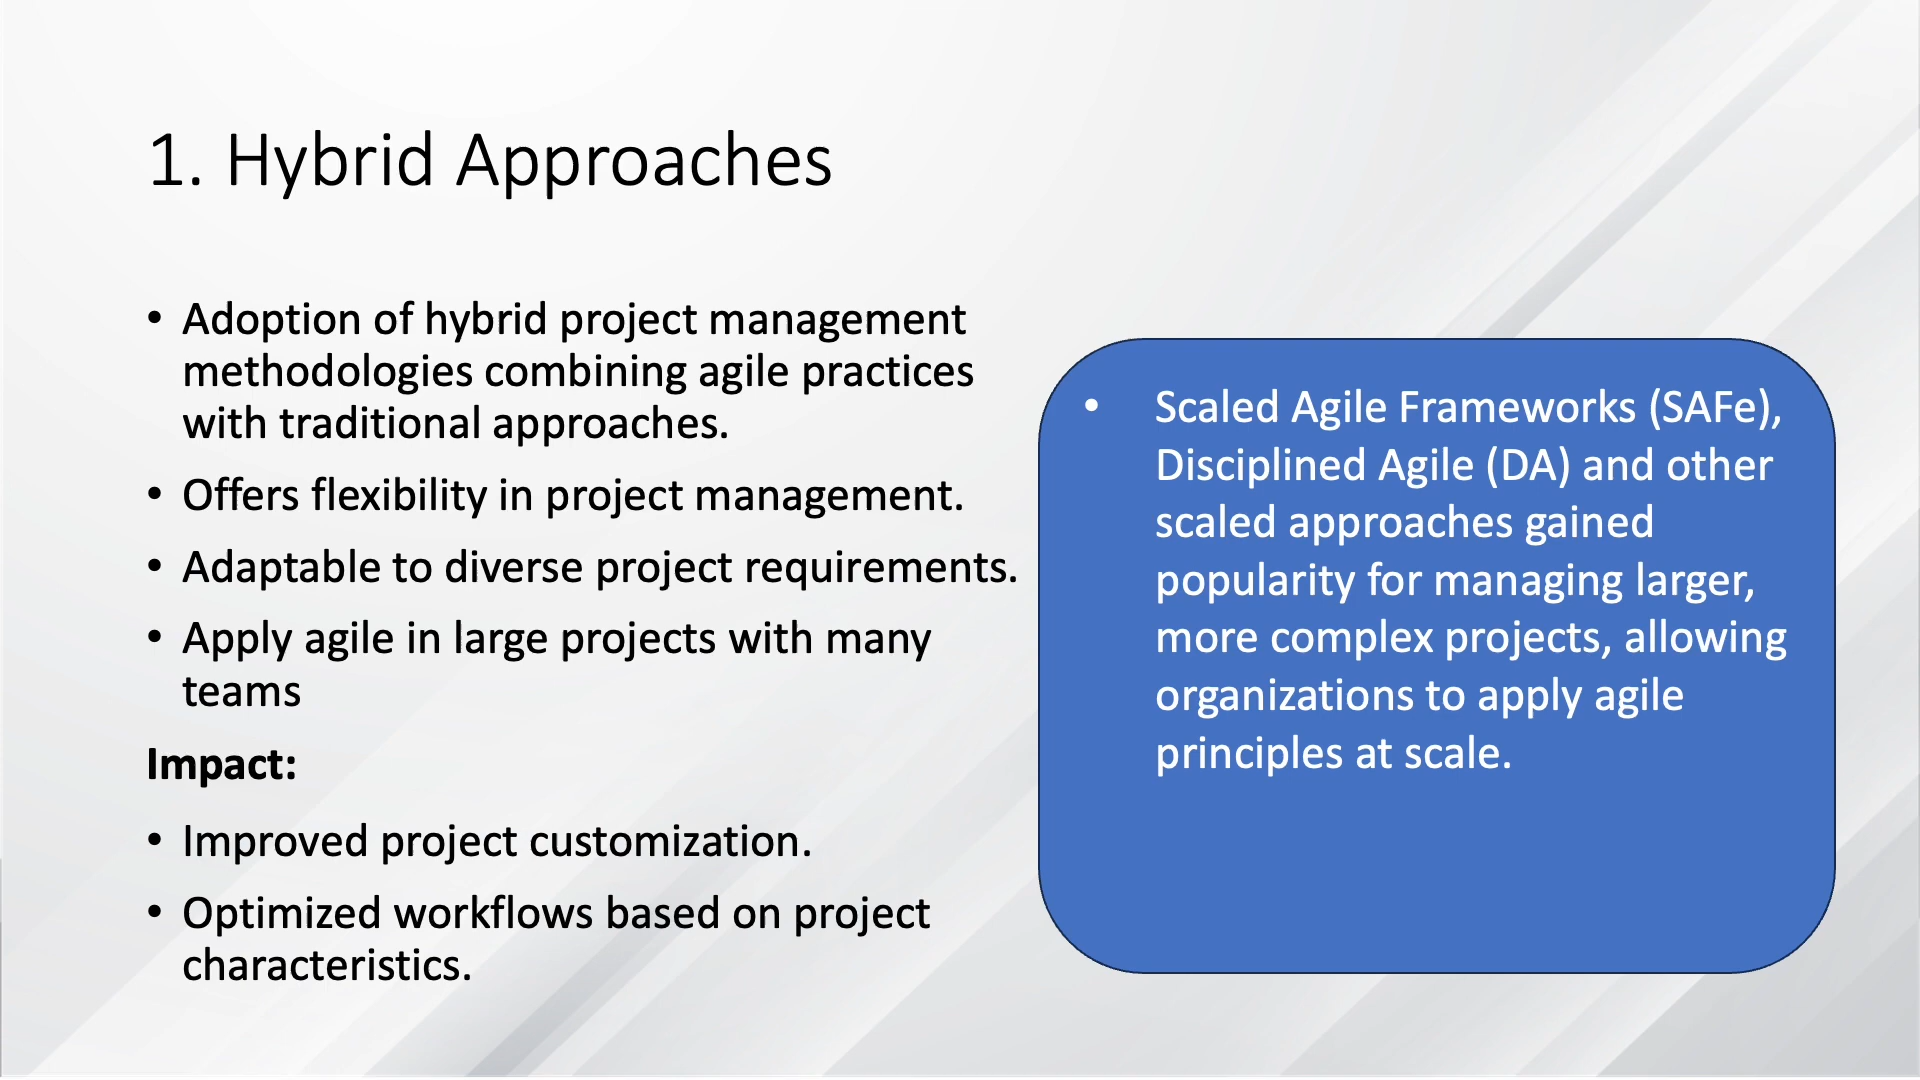 1. Hybrid Approaches
• Adoption of hybrid project management
methodologies combining agile practices
with traditional approaches.
• Offers flexibility in project management.
• Adaptable to diverse project requirements.
• Apply agile in large projects with many
teams
Impact:
• Improved project customization.
• Optimized workflows based on project
characteristics.
• Scaled Agile Frameworks (SAFe),
Disciplined Agile (DA) and other
scaled approaches gained
popularity for managing larger,
more complex projects, allowing
organizations to apply agile
principles at scale.